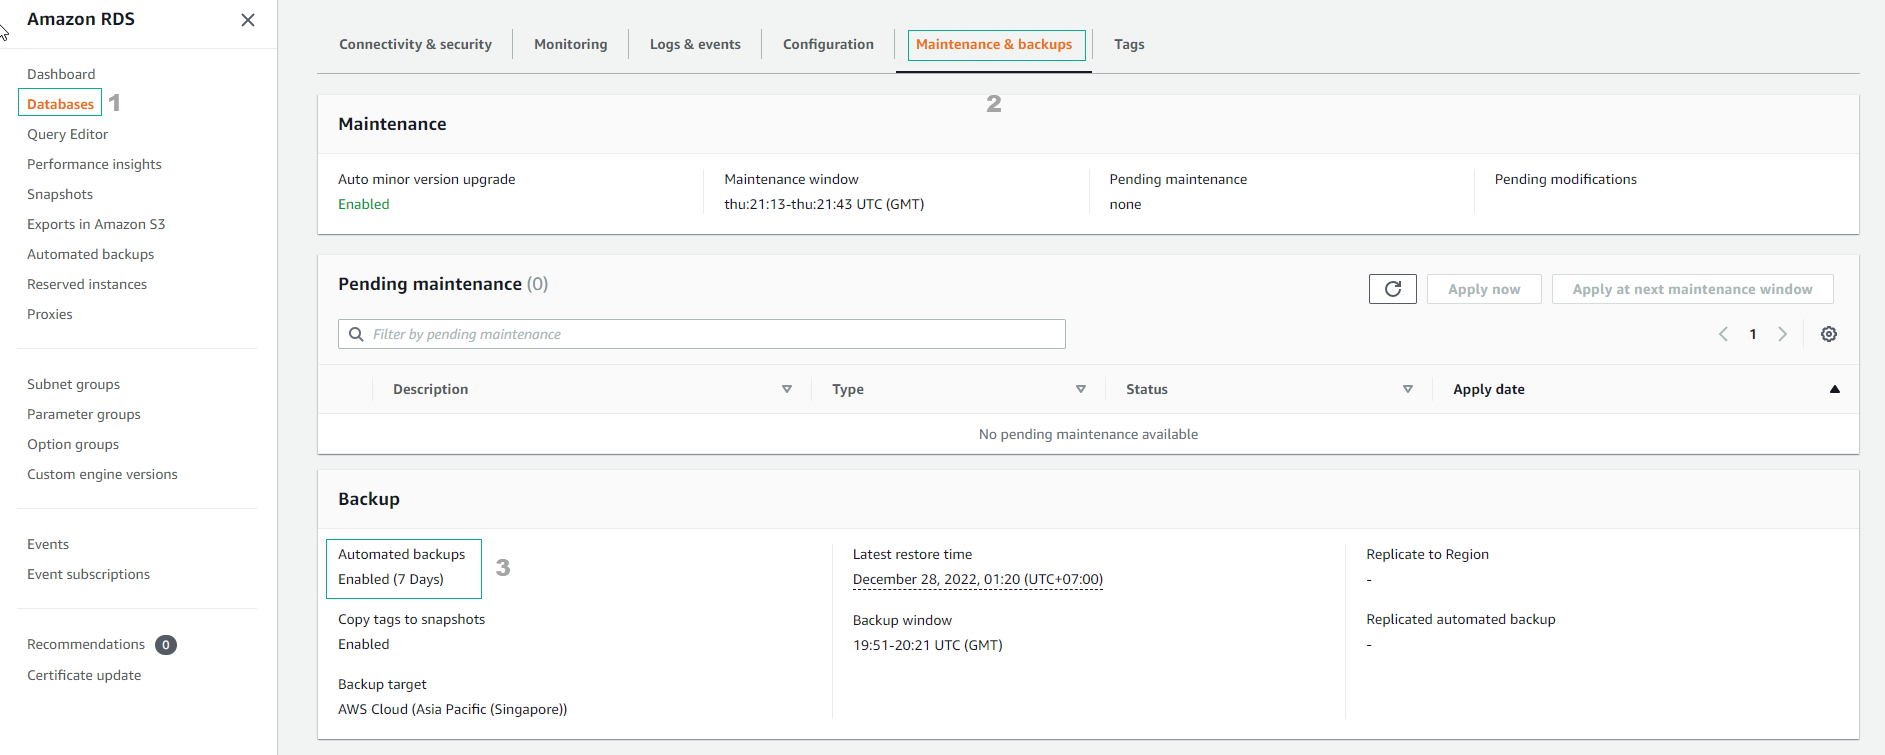 Amazon RDS
Dashboard
Databases 1
Query Editor
Performance insights
Snapshots
Exports in Amazon S3
Automated backups
Reserved instances
Proxies
Subnet groups
Parameter groups
Option groups
Custom engine versions
Events
Event subscriptions
Recommendations 0
Certificate update
Connectivity & security Monitoring Logs & events Configuration Maintenance & backups Tags
2
Maintenance
Auto minor version upgrade
Enabled
Maintenance window
thu:21:13-thu:21:43 UTC (GMT)
Pending maintenance
none
Pending modifications
Pending maintenance (0)
Apply now
Apply at next maintenance window
Filter by pending maintenance
1
Description Type Status Apply date
No pending maintenance available
Backup
Automated backups
Enabled (7 Days)
3
Copy tags to snapshots
Enabled
Backup target
AWS Cloud (Asia Pacific (Singapore))
Latest restore time
December 28, 2022, 01:20 (UTC+07:00)
Backup window
19:51-20:21 UTC (GMT)
Replicate to Region
-
Replicated automated backup
-